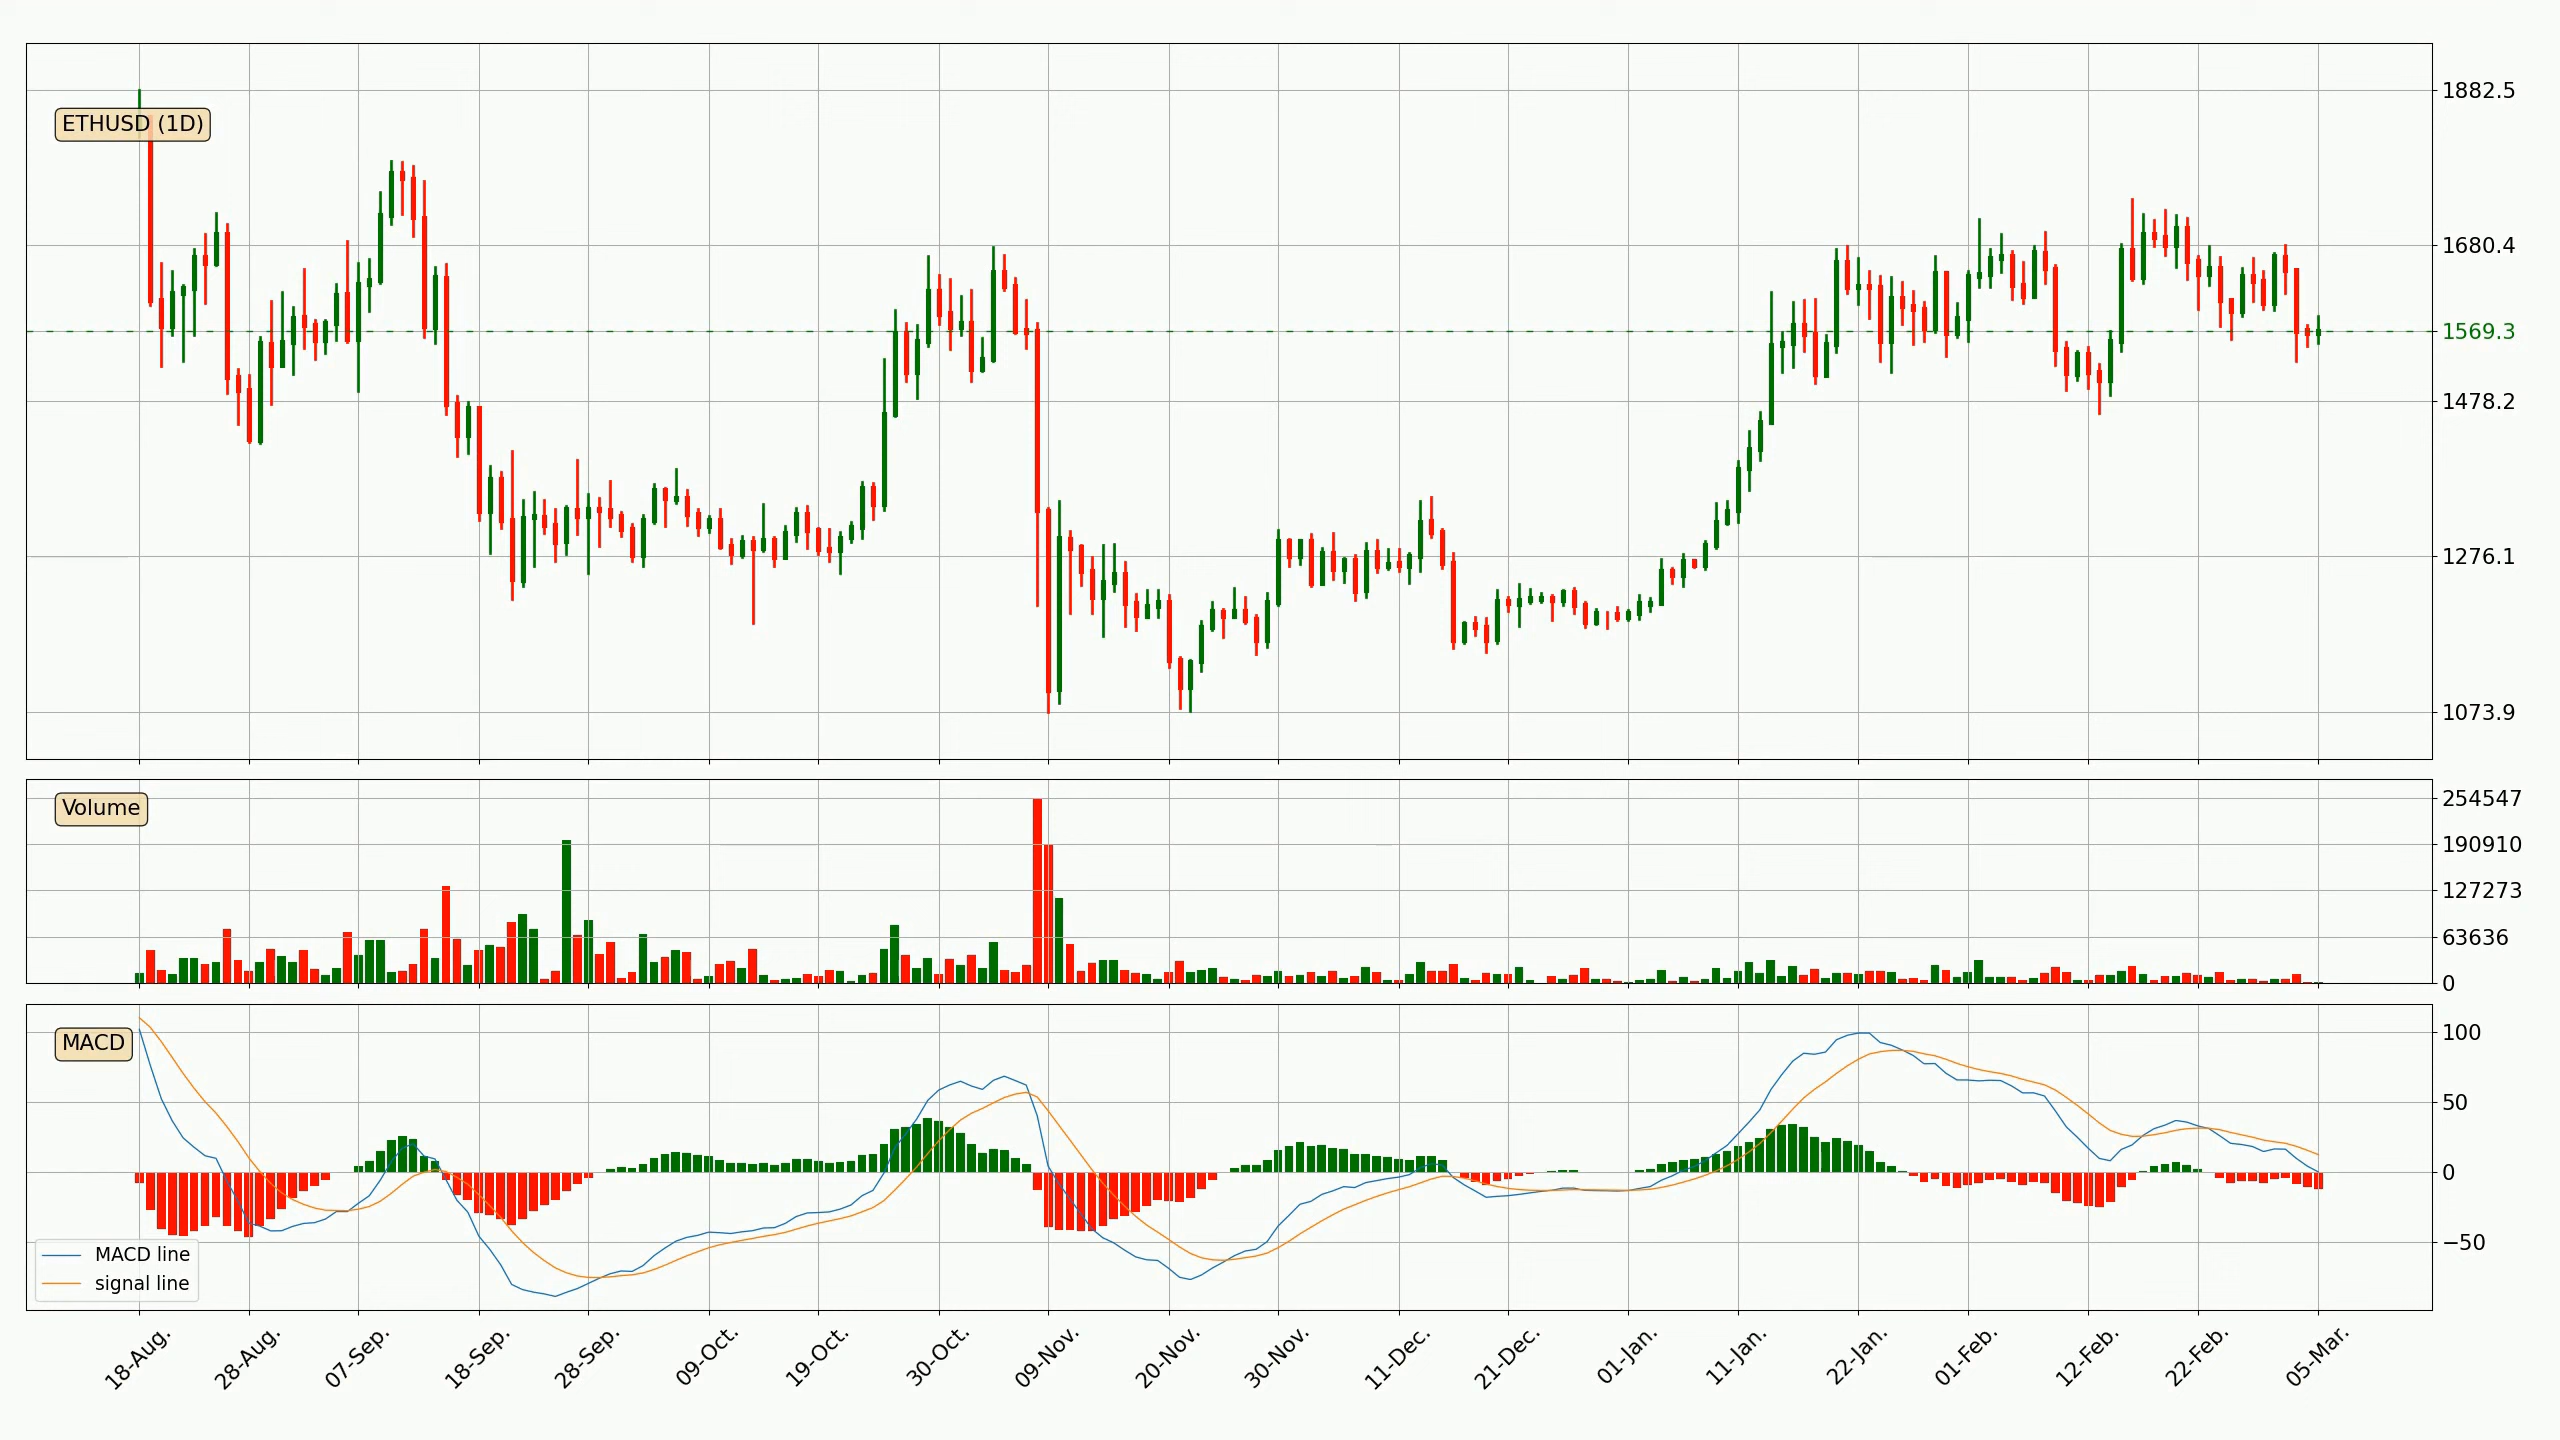 1882.5
ETHUSD (1D)
1680.4
1569.3
1478.2
1276.1
1073.9
Volume
254547
190910
127273
63636
0
MACD
100
50
0
−50
MACD line
signal line
18-Aug.
28-Aug.
07-Sep.
18-Sep.
28-Sep.
09-Oct.
19-Oct.
30-Oct.
09-Nov.
20-Nov.
30-Nov.
11-Dec.
21-Dec.
01-Jan.
11-Jan.
22-Jan.
01-Feb.
12-Feb.
22-Feb.
05-Mar.